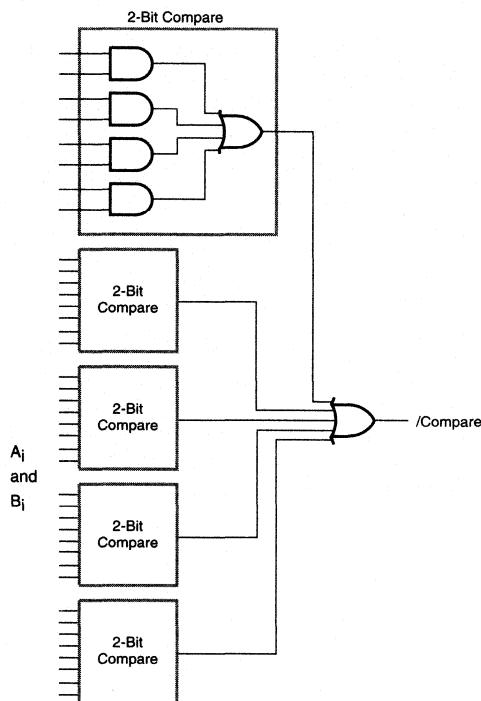 2-Bit Compare
2-Bit
Compare
2-Bit
Compare
/Compare
Ai
and
Bi
2-Bit
Compare
2-Bit
Compare